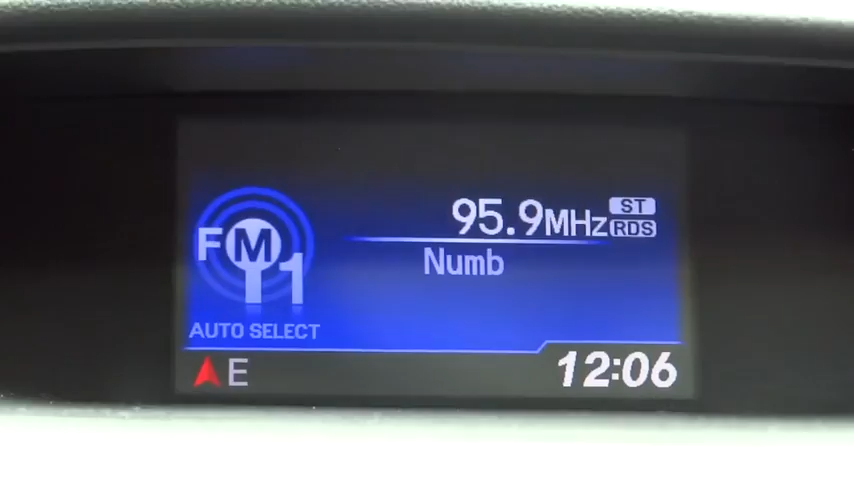 95.9MHz ST
RDS
FM1
Numb
AUTO SELECT
E 12:06